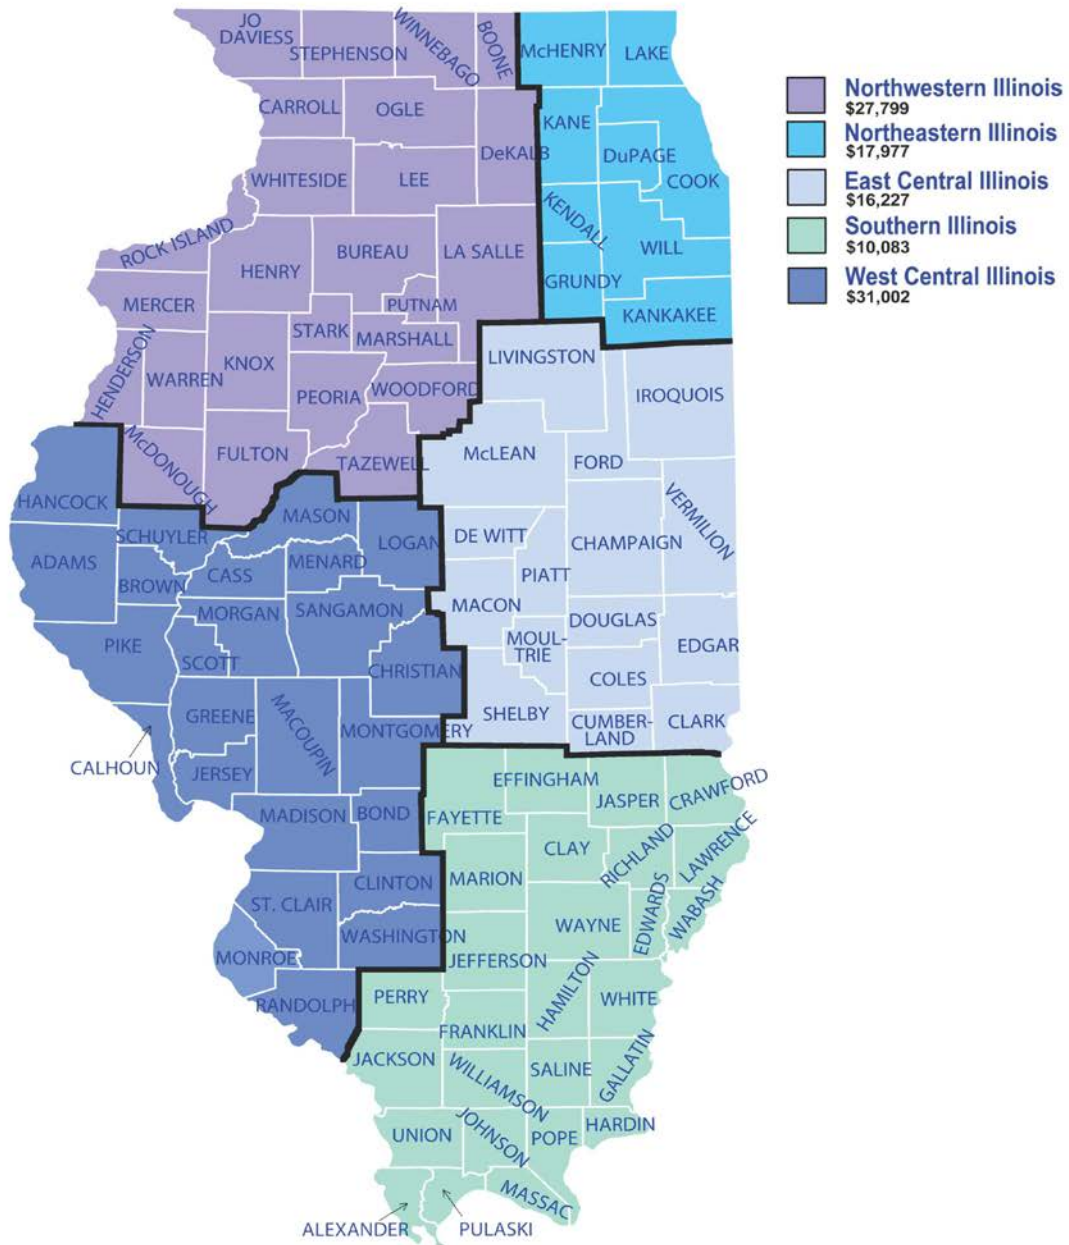 JO
DAVIESS
STEPHENSON
WINNEBAGO
BOONE
McHENRY
LAKE
CARROLL
OGLE
DeKALB
KANE
DuPAGE
COOK
WHITESIDE
LEE
KENDALL
WILL
ROCK ISLAND
HENRY
BUREAU
LA SALLE
GRUNDY
KANKAKEE
MERCER
PUTNAM
STARK
MARSHALL
HENDERSON
WARREN
KNOX
PEORIA
WOODFORD
LIVINGSTON
IROQUOIS
McDONOUGH
FULTON
TAZEWELL
McLEAN
FORD
VERMILION
HANCOCK
SCHUYLER
MASON
LOGAN
DE WITT
CHAMPAIGN
ADAMS
BROWN
CASS
MENARD
PIATT
MACON
MORGAN
SANGAMON
DOUGLAS
PIKE
SCOTT
CHRISTIAN
MOUL-
TRIE
EDGAR
COLES
GREENE
MACOUPIN
MONTGOMERY
SHELBY
CUMBER-
LAND
CLARK
CALHOUN
JERSEY
EFFINGHAM
JASPER
CRAWFORD
MADISON
BOND
FAYETTE
CLAY
RICHLAND
LAWRENCE
CLINTON
MARION
EDWARDS
WABASH
ST. CLAIR
WASHINGTON
WAYNE
MONROE
JEFFERSON
HAMILTON
WHITE
RANDOLPH
PERRY
FRANKLIN
JACKSON
WILLIAMSON
SALINE
GALLATIN
UNION
JOHNSON
POPE
HARDIN
MASSAC
ALEXANDER
PULASKI
Northwestern Illinois
$27,799
Northeastern Illinois
$17,977
East Central Illinois
$16,227
Southern Illinois
$10,083
West Central Illinois
$31,002